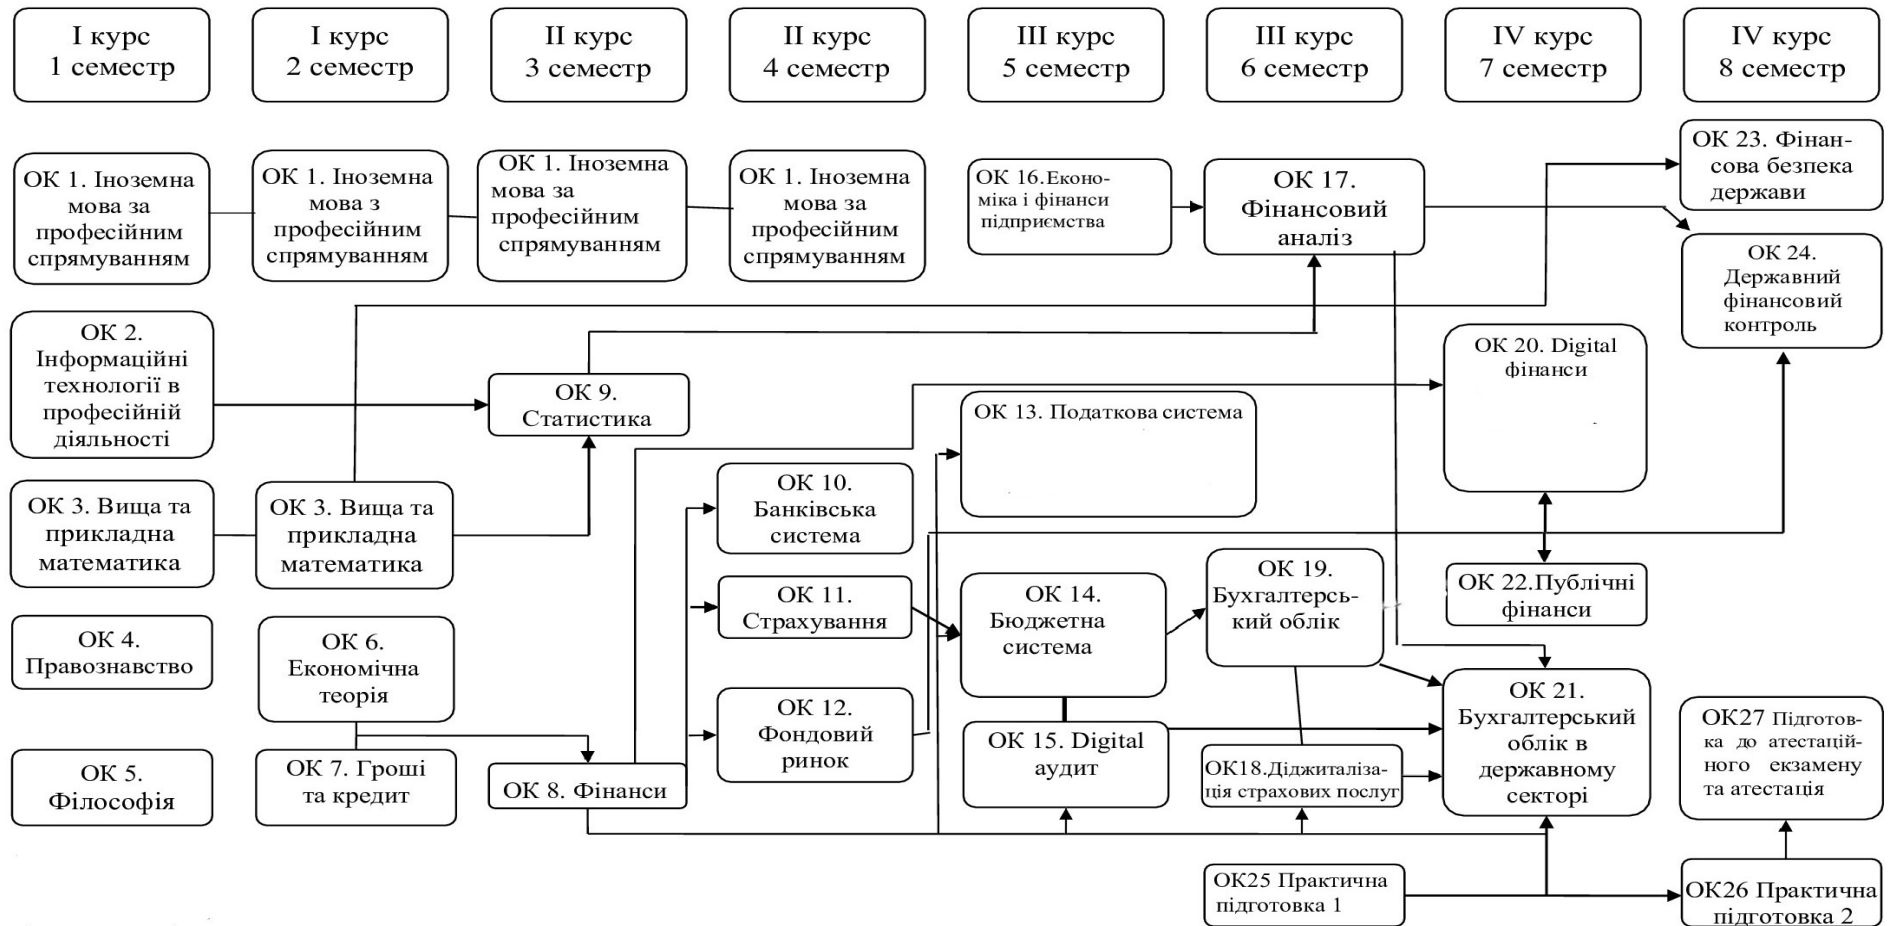 I курс
1 семестр
I курс
2 семестр
II курс
3 семестр
II курс
4 семестр
III курс
5 семестр
III курс
6 семестр
IV курс
7 семестр
IV курс
8 семестр
ОК 1. Іноземна
мова за
професійним
спрямуванням
ОК 1. Іноземна
мова з
професійним
спрямуванням
ОК 1. Іноземна
мова за
професійним
спрямуванням
ОК 1. Іноземна
мова за
професійним
спрямуванням
ОК 16.Еконо-
міка і фінанси
підприємства
ОК 17.
Фінансовий
аналіз
ОК 23. Фінан-
сова безпека
держави
ОК 24.
Державний
фінансовий
контроль
ОК 2.
Інформаційні
технології в
професійній
діяльності
ОК 9.
Статистика
ОК 20. Digital
фінанси
ОК 13. Податкова система
ОК 3. Вища та
прикладна
математика
ОК 3. Вища та
прикладна
математика
ОК 10.
Банківська
система
ОК 11.
Страхування
ОК 14.
Бюджетна
система
ОК 19.
Бухгалтерсь-
кий облік
ОК 22.Публічні
фінанси
ОК 4.
Правознавство
ОК 6.
Економічна
теорія
ОК 12.
Фондовий
ринок
ОК 15. Digital
аудит
ОК 21.
Бухгалтерський
облік в
державному
секторі
ОК27 Підготов-
ка до атестацій-
ного екзамену
та атестація
ОК 5.
Філософія
ОК 7. Гроші
та кредит
ОК 8. Фінанси
ОК18.Діджиталіза-
ція страхових послуг
ОК25 Практична
підготовка 1
ОК26 Практична
підготовка 2